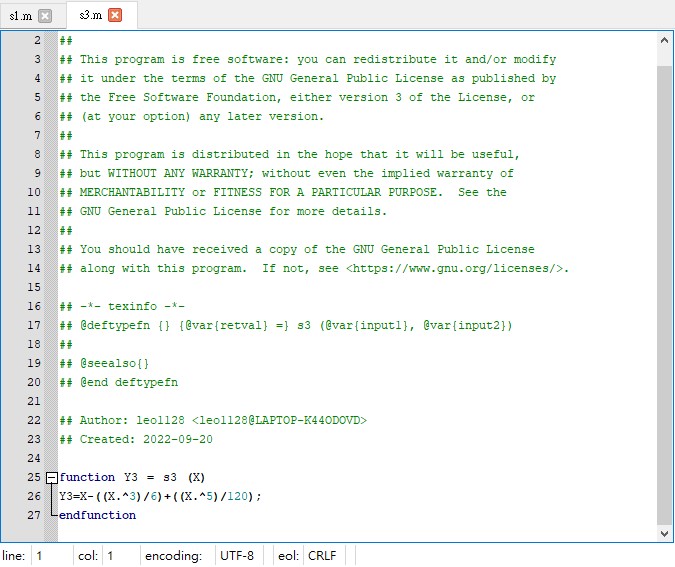 s1.m
s3.m
2 ##
3 ## This program is free software: you can redistribute it and/or modify
4 ## it under the terms of the GNU General Public License as published by
5 ## the Free Software Foundation, either version 3 of the License, or
6 ## (at your option) any later version.
7 ##
8 ## This program is distributed in the hope that it will be useful,
9 ## but WITHOUT ANY WARRANTY; without even the implied warranty of
10 ## MERCHANTABILITY or FITNESS FOR A PARTICULAR PURPOSE.  See the
11 ## GNU General Public License for more details.
12 ##
13 ## You should have received a copy of the GNU General Public License
14 ## along with this program.  If not, see <https://www.gnu.org/licenses/>.
15
16 ## -*- texinfo -*-
17 ## @deftypefn {} {@var{retval} =} s3 (@var{input1}, @var{input2})
18 ##
19 ## @seealso{}
20 ## @end deftypefn
21
22 ## Author: leo1128 <leo1128@LAPTOP-K44ODOVD>
23 ## Created: 2022-09-20
24
25 function Y3 = s3 (X)
26 Y3=X-((X.^3)/6)+((X.^5)/120);
27 endfunction
line: 1 col: 1 encoding: UTF-8 eol: CRLF